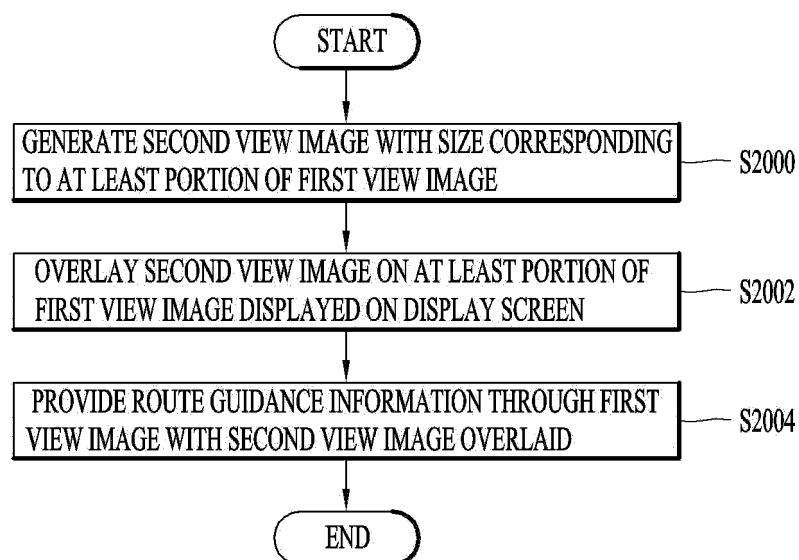 START
GENERATE SECOND VIEW IMAGE WITH SIZE CORRESPONDING
TO AT LEAST PORTION OF FIRST VIEW IMAGE
S2000
OVERLAY SECOND VIEW IMAGE ON AT LEAST PORTION OF
FIRST VIEW IMAGE DISPLAYED ON DISPLAY SCREEN
S2002
PROVIDE ROUTE GUIDANCE INFORMATION THROUGH FIRST
VIEW IMAGE WITH SECOND VIEW IMAGE OVERLAID
S2004
END